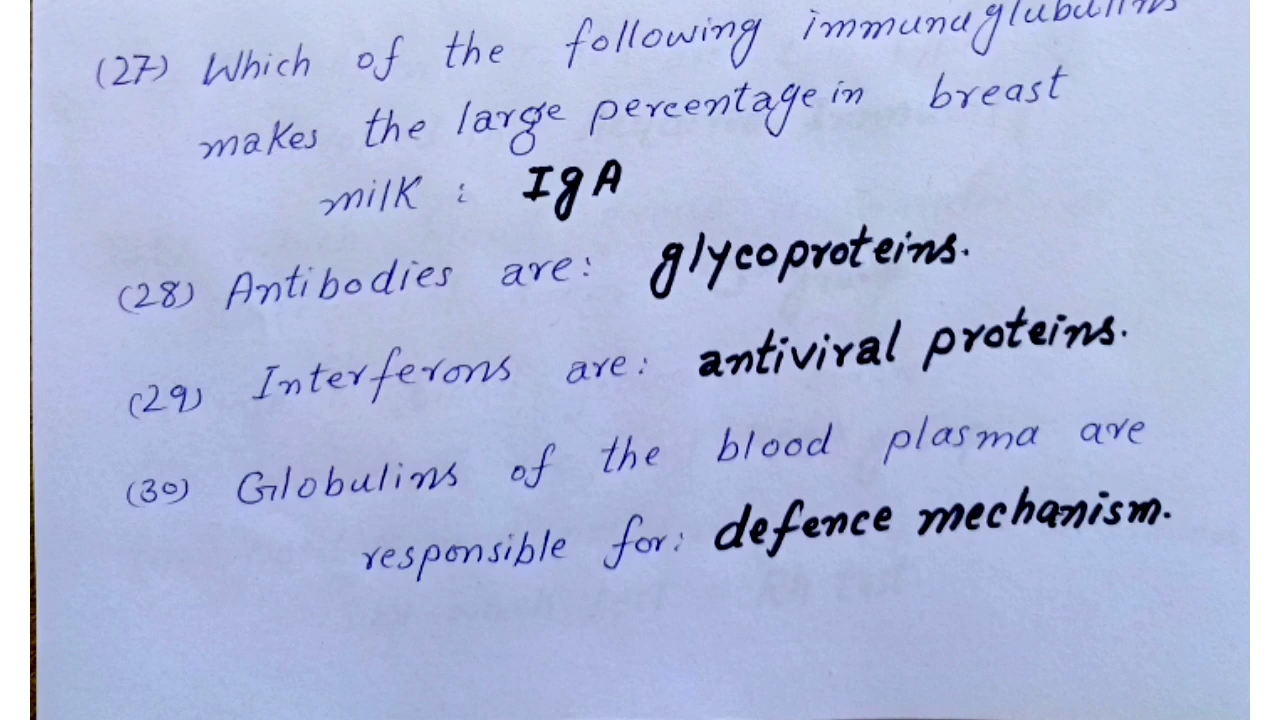 (27) Which of the following immunuglubulins
makes the large percentage in breast
milk : IgA
(28) Antibodies are: glycoproteins.
(29) Interferons are: antiviral proteins.
(30) Globulins of the blood plasma are
responsible for: defence mechanism.